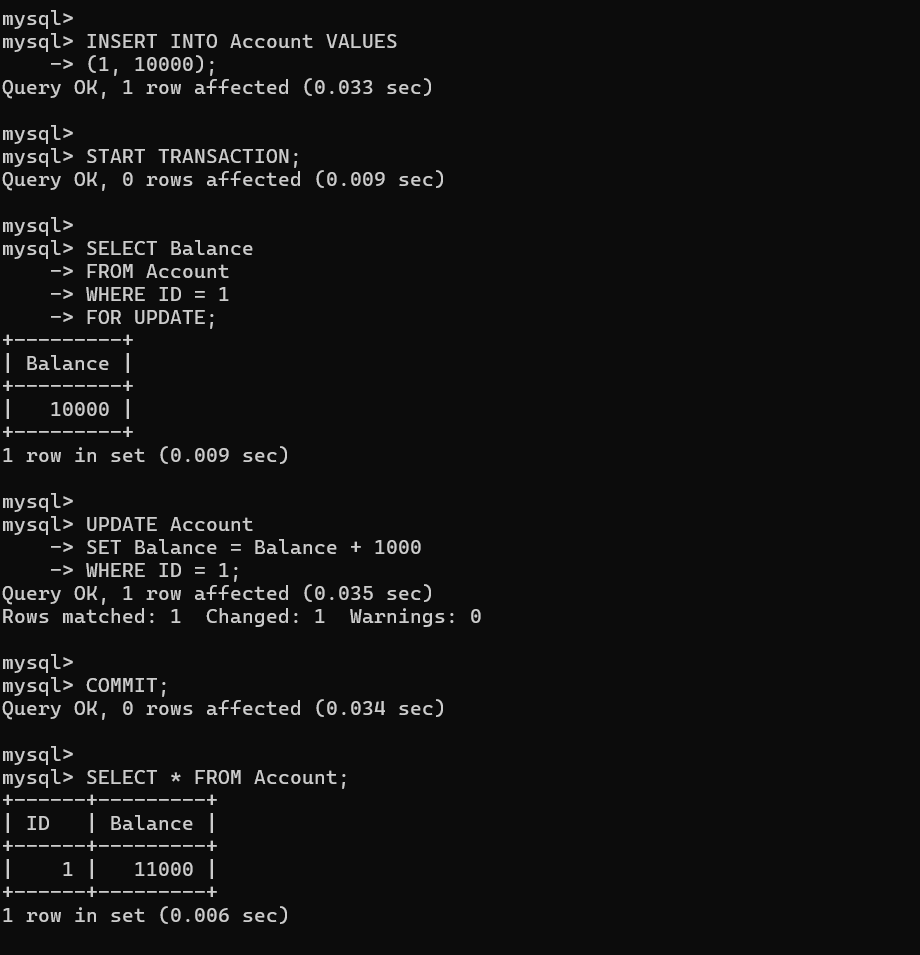 mysql>
mysql> INSERT INTO Account VALUES
    -> (1, 10000);
Query OK, 1 row affected (0.033 sec)

mysql>
mysql> START TRANSACTION;
Query OK, 0 rows affected (0.009 sec)

mysql>
mysql> SELECT Balance
    -> FROM Account
    -> WHERE ID = 1
    -> FOR UPDATE;
+---------+
| Balance |
+---------+
|   10000 |
+---------+
1 row in set (0.009 sec)

mysql>
mysql> UPDATE Account
    -> SET Balance = Balance + 1000
    -> WHERE ID = 1;
Query OK, 1 row affected (0.035 sec)
Rows matched: 1  Changed: 1  Warnings: 0

mysql>
mysql> COMMIT;
Query OK, 0 rows affected (0.034 sec)

mysql>
mysql> SELECT * FROM Account;
+------+---------+
| ID   | Balance |
+------+---------+
|    1 |   11000 |
+------+---------+
1 row in set (0.006 sec)